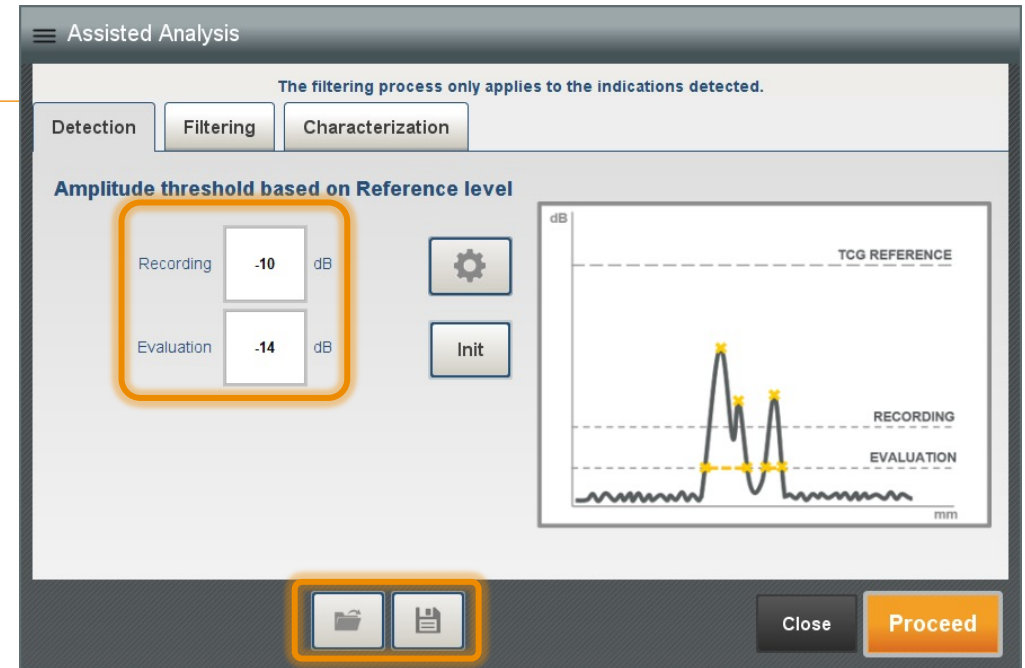 Assisted Analysis
The filtering process only applies to the indications detected.
Detection Filtering Characterization
Amplitude threshold based on Reference level
Recording -10 dB
Evaluation -14 dB
Init
dB
TCG REFERENCE
RECORDING
EVALUATION
mm
Close Proceed